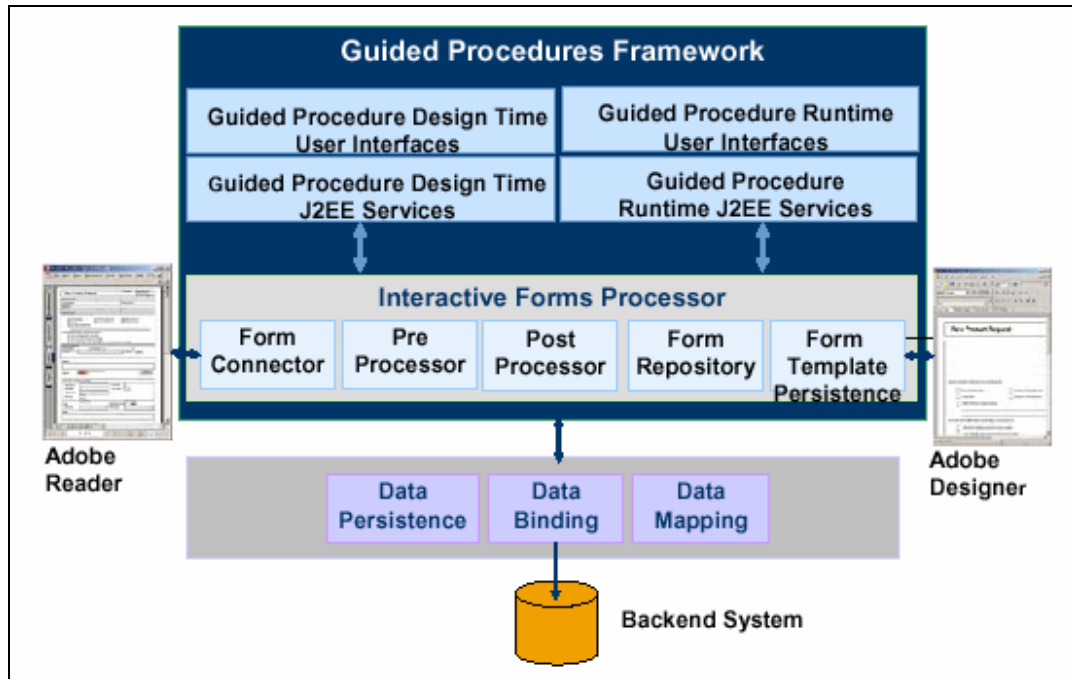 Guided Procedures Framework
Guided Procedure Design Time
User Interfaces
Guided Procedure Runtime
User Interfaces
Guided Procedure Design Time
J2EE Services
Guided Procedure
Runtime J2EE Services
Interactive Forms Processor
Form
Connector
Pre
Processor
Post
Processor
Form
Repository
Form
Template
Persistence
Adobe
Reader
Adobe
Designer
Data
Persistence
Data
Binding
Data
Mapping
Backend System